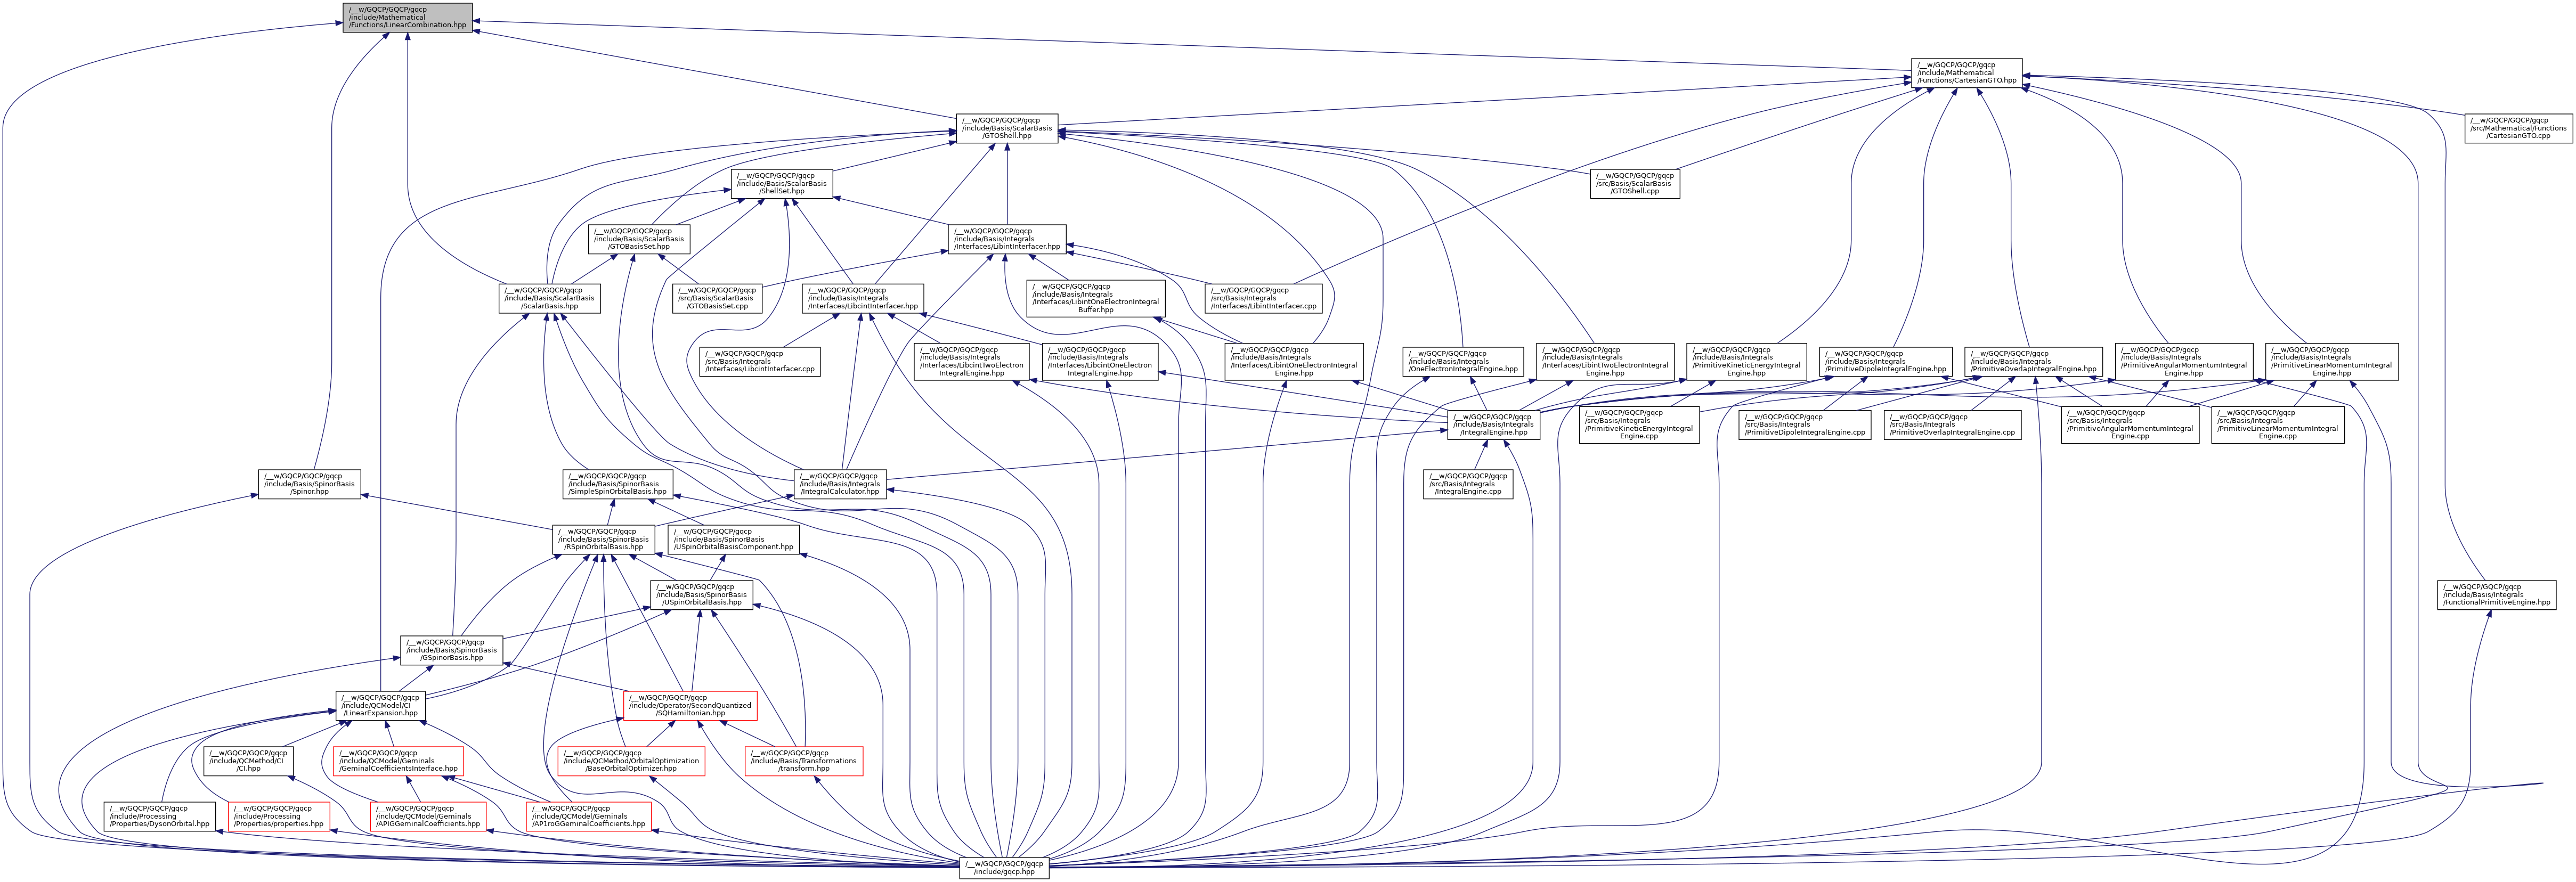 /__w/GQCP/GQCP/gqcp
/include/Mathematical
/Functions/LinearCombination.hpp
/__w/GQCP/GQCP/gqcp
/include/Mathematical
/Functions/CartesianGTO.hpp
/__w/GQCP/GQCP/gqcp
/include/Basis/ScalarBasis
/GTOShell.hpp
/__w/GQCP/GQCP/gqcp
/src/Mathematical/Functions
/CartesianGTO.cpp
/__w/GQCP/GQCP/gqcp
/include/Basis/ScalarBasis
/ShellSet.hpp
/__w/GQCP/GQCP/gqcp
/src/Basis/ScalarBasis
/GTOShell.cpp
/__w/GQCP/GQCP/gqcp
/include/Basis/ScalarBasis
/GTOBasisSet.hpp
/__w/GQCP/GQCP/gqcp
/include/Basis/Integrals
/Interfaces/LibintInterfacer.hpp
/__w/GQCP/GQCP/gqcp
/include/Basis/ScalarBasis
/ScalarBasis.hpp
/__w/GQCP/GQCP/gqcp
/src/Basis/ScalarBasis
/GTOBasisSet.cpp
/__w/GQCP/GQCP/gqcp
/include/Basis/Integrals
/Interfaces/LibcintInterfacer.hpp
/__w/GQCP/GQCP/gqcp
/include/Basis/Integrals
/Interfaces/LibintOneElectronIntegral
Buffer.hpp
/__w/GQCP/GQCP/gqcp
/src/Basis/Integrals
/Interfaces/LibintInterfacer.cpp
/__w/GQCP/GQCP/gqcp
/src/Basis/Integrals
/Interfaces/LibcintInterfacer.cpp
/__w/GQCP/GQCP/gqcp
/include/Basis/Integrals
/Interfaces/LibcintTwoElectron
IntegralEngine.hpp
/__w/GQCP/GQCP/gqcp
/include/Basis/Integrals
/Interfaces/LibcintOneElectron
IntegralEngine.hpp
/__w/GQCP/GQCP/gqcp
/include/Basis/Integrals
/Interfaces/LibintOneElectronIntegral
Engine.hpp
/__w/GQCP/GQCP/gqcp
/include/Basis/Integrals
/OneElectronIntegralEngine.hpp
/__w/GQCP/GQCP/gqcp
/include/Basis/Integrals
/Interfaces/LibintTwoElectronIntegral
Engine.hpp
/__w/GQCP/GQCP/gqcp
/include/Basis/Integrals
/PrimitiveKineticEnergyIntegral
Engine.hpp
/__w/GQCP/GQCP/gqcp
/include/Basis/Integrals
/PrimitiveDipoleIntegralEngine.hpp
/__w/GQCP/GQCP/gqcp
/include/Basis/Integrals
/PrimitiveOverlapIntegralEngine.hpp
/__w/GQCP/GQCP/gqcp
/include/Basis/Integrals
/PrimitiveAngularMomentumIntegral
Engine.hpp
/__w/GQCP/GQCP/gqcp
/include/Basis/Integrals
/PrimitiveLinearMomentumIntegral
Engine.hpp
/__w/GQCP/GQCP/gqcp
/include/Basis/Integrals
/IntegralEngine.hpp
/__w/GQCP/GQCP/gqcp
/src/Basis/Integrals
/PrimitiveKineticEnergyIntegral
Engine.cpp
/__w/GQCP/GQCP/gqcp
/src/Basis/Integrals
/PrimitiveDipoleIntegralEngine.cpp
/__w/GQCP/GQCP/gqcp
/src/Basis/Integrals
/PrimitiveOverlapIntegralEngine.cpp
/__w/GQCP/GQCP/gqcp
/src/Basis/Integrals
/PrimitiveAngularMomentumIntegral
Engine.cpp
/__w/GQCP/GQCP/gqcp
/src/Basis/Integrals
/PrimitiveLinearMomentumIntegral
Engine.cpp
/__w/GQCP/GQCP/gqcp
/include/Basis/SpinorBasis
/Spinor.hpp
/__w/GQCP/GQCP/gqcp
/include/Basis/SpinorBasis
/SimpleSpinOrbitalBasis.hpp
/__w/GQCP/GQCP/gqcp
/include/Basis/Integrals
/IntegralCalculator.hpp
/__w/GQCP/GQCP/gqcp
/src/Basis/Integrals
/IntegralEngine.cpp
/__w/GQCP/GQCP/gqcp
/include/Basis/SpinorBasis
/RSpinOrbitalBasis.hpp
/__w/GQCP/GQCP/gqcp
/include/Basis/SpinorBasis
/USpinOrbitalBasisComponent.hpp
/__w/GQCP/GQCP/gqcp
/include/Basis/SpinorBasis
/USpinOrbitalBasis.hpp
/__w/GQCP/GQCP/gqcp
/include/Basis/Integrals
/FunctionalPrimitiveEngine.hpp
/__w/GQCP/GQCP/gqcp
/include/Basis/SpinorBasis
/GSpinorBasis.hpp
/__w/GQCP/GQCP/gqcp
/include/QCModel/CI
/LinearExpansion.hpp
/__w/GQCP/GQCP/gqcp
/include/Operator/SecondQuantized
/SQHamiltonian.hpp
/__w/GQCP/GQCP/gqcp
/include/QCMethod/CI
/CI.hpp
/__w/GQCP/GQCP/gqcp
/include/QCModel/Geminals
/GeminalCoefficientsInterface.hpp
/__w/GQCP/GQCP/gqcp
/include/QCMethod/OrbitalOptimization
/BaseOrbitalOptimizer.hpp
/__w/GQCP/GQCP/gqcp
/include/Basis/Transformations
/transform.hpp
/__w/GQCP/GQCP/gqcp
/include/Processing
/Properties/DysonOrbital.hpp
/__w/GQCP/GQCP/gqcp
/include/Processing
/Properties/properties.hpp
/__w/GQCP/GQCP/gqcp
/include/QCModel/Geminals
/APIGGeminalCoefficients.hpp
/__w/GQCP/GQCP/gqcp
/include/QCModel/Geminals
/AP1roGGeminalCoefficients.hpp
/__w/GQCP/GQCP/gqcp
/include/gqcp.hpp